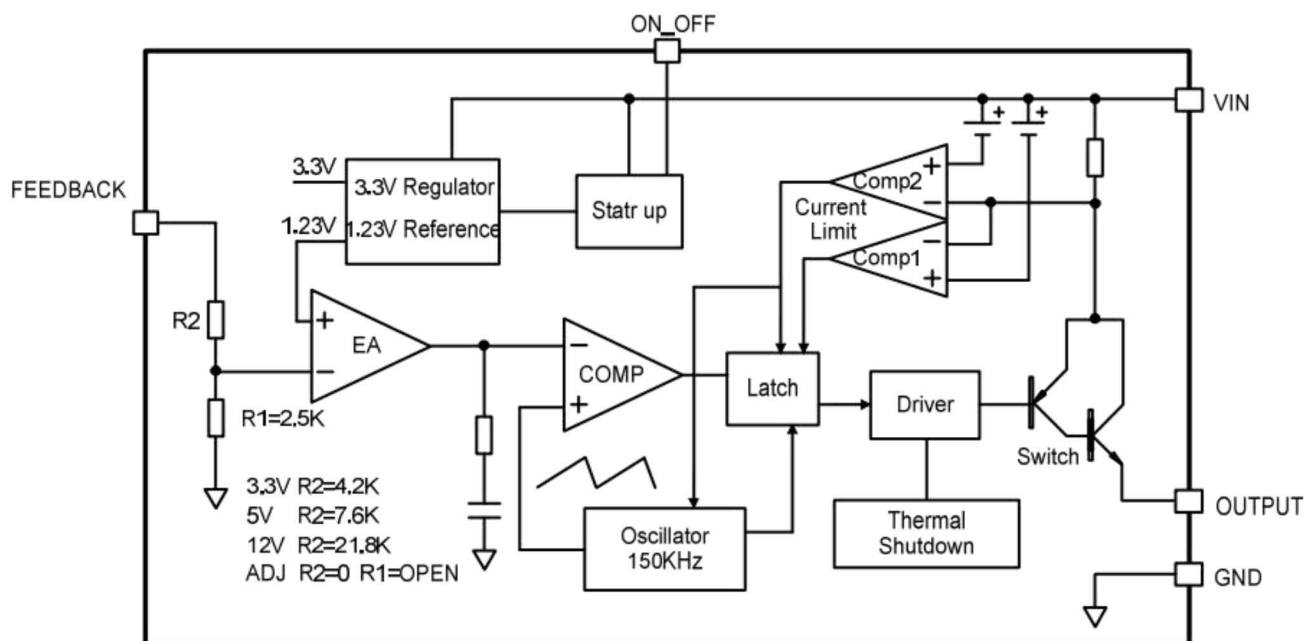 ON_OFF
VIN
FEEDBACK
3.3V
3.3V Regulator
1.23V
1.23V Reference
Statr up
+
+
+
Comp2
−
Current
Limit
−
Comp1
+
R2
+
EA
−
R1=2.5K
−
COMP
+
Latch
Driver
Switch
3.3V R2=4.2K
5V R2=7.6K
12V R2=21.8K
ADJ R2=0 R1=OPEN
Oscillator
150KHz
Thermal
Shutdown
OUTPUT
GND